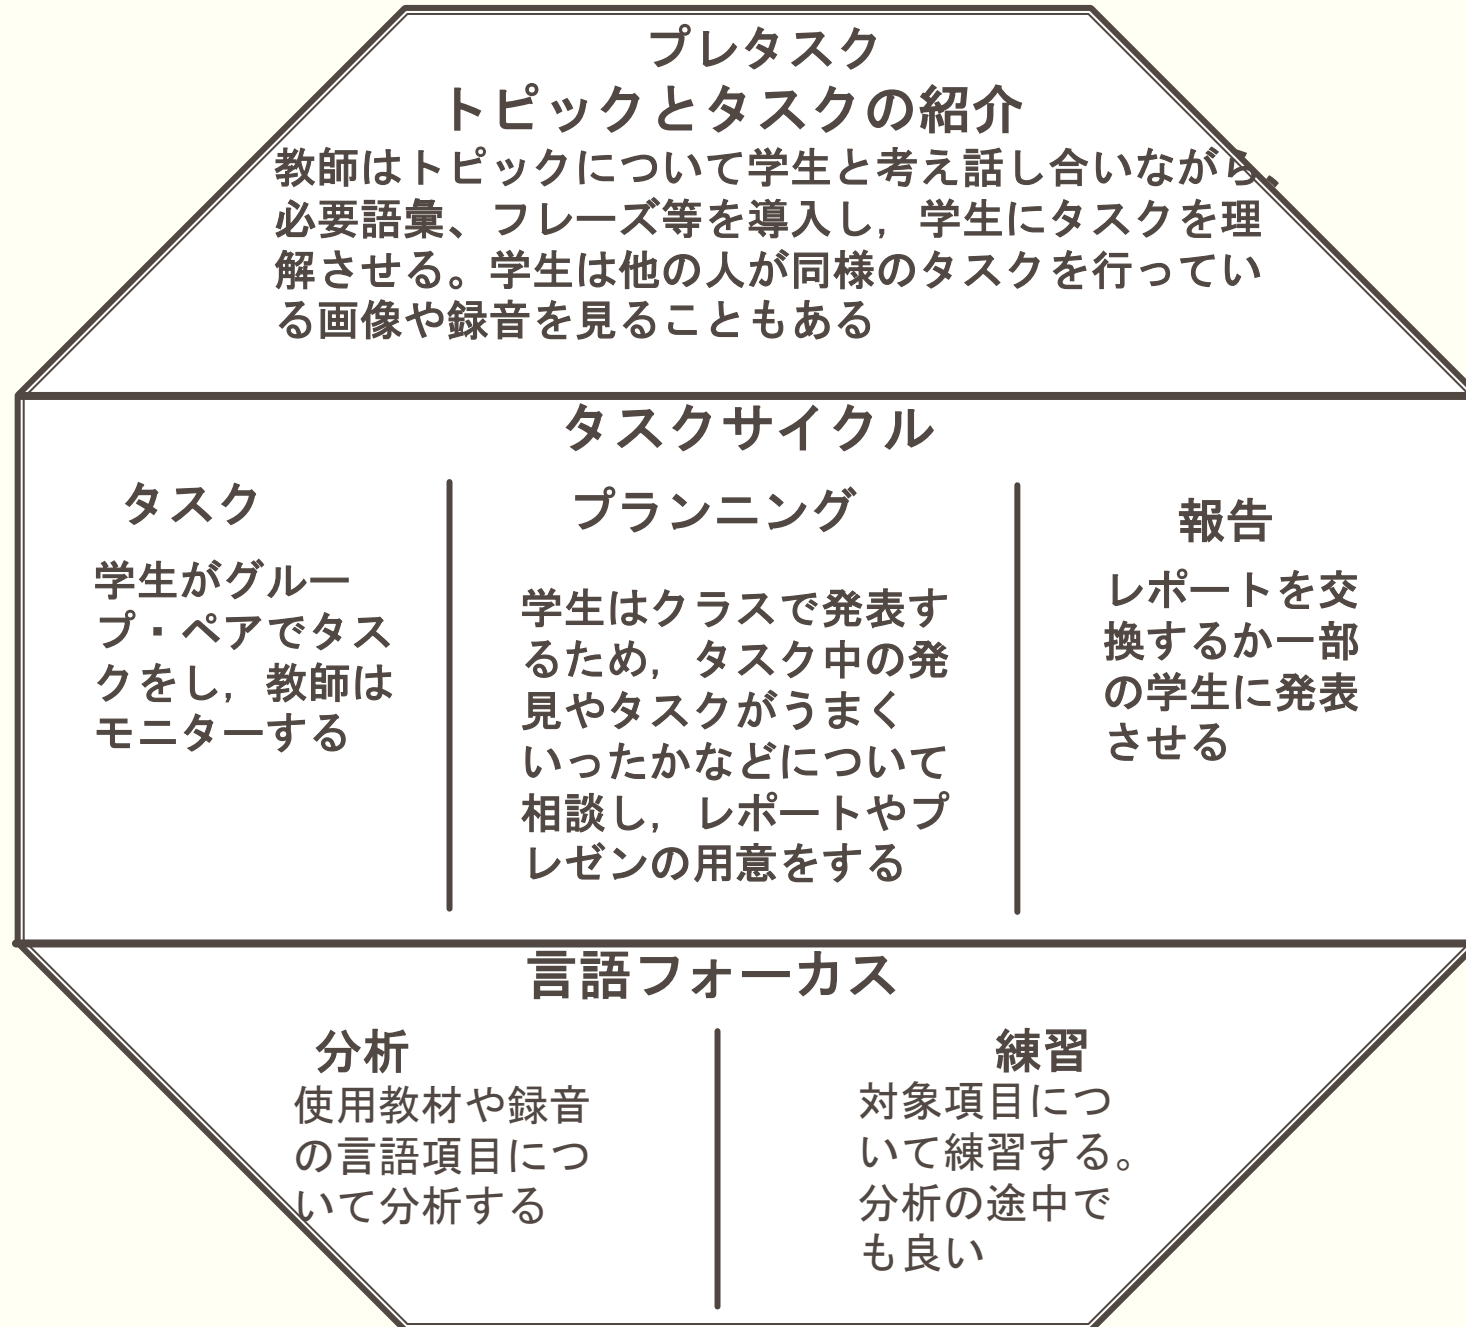 プレタスク
トピックとタスクの紹介
教師はトピックについて学生と考え話し合いながら、
必要語彙、フレーズ等を導入し，学生にタスクを理
解させる。学生は他の人が同様のタスクを行ってい
る画像や録音を見ることもある
タスクサイクル
タスク
学生がグルー
プ・ペアでタス
クをし，教師は
モニターする
プランニング
学生はクラスで発表す
るため，タスク中の発
見やタスクがうまく
いったかなどについて
相談し，レポートやプ
レゼンの用意をする
報告
レポートを交
換するか一部
の学生に発表
させる
言語フォーカス
分析
使用教材や録音
の言語項目につ
いて分析する
練習
対象項目につ
いて練習する。
分析の途中で
も良い